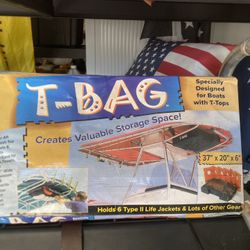 T-BAG
Specially
Designed
for Boats
with T-Tops
Creates Valuable Storage Space!
37" x 20" x 6"
Holds 6 Type II Life Jackets & Lots of Other Gear